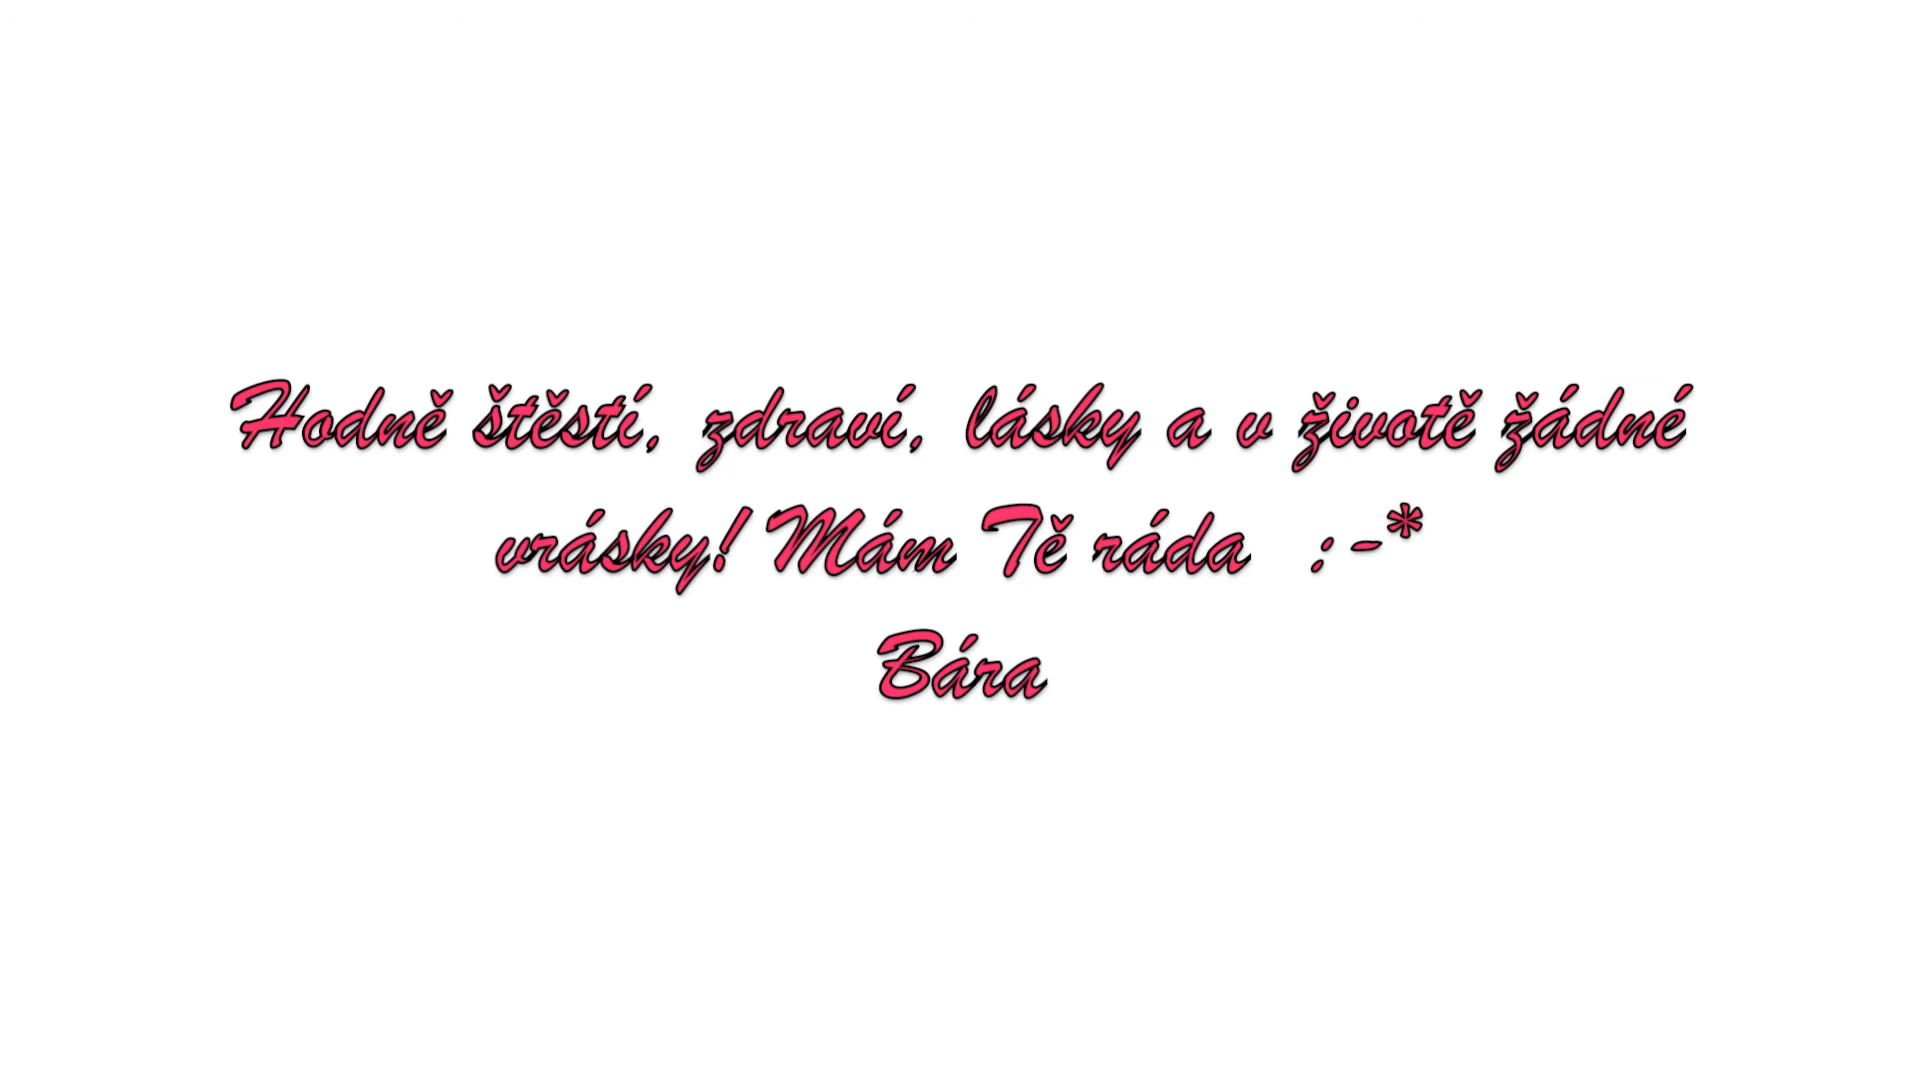 Hodně štěstí, zdraví, lásky a v životě žádné
vrásky! Mám Tě ráda :-*
Bára